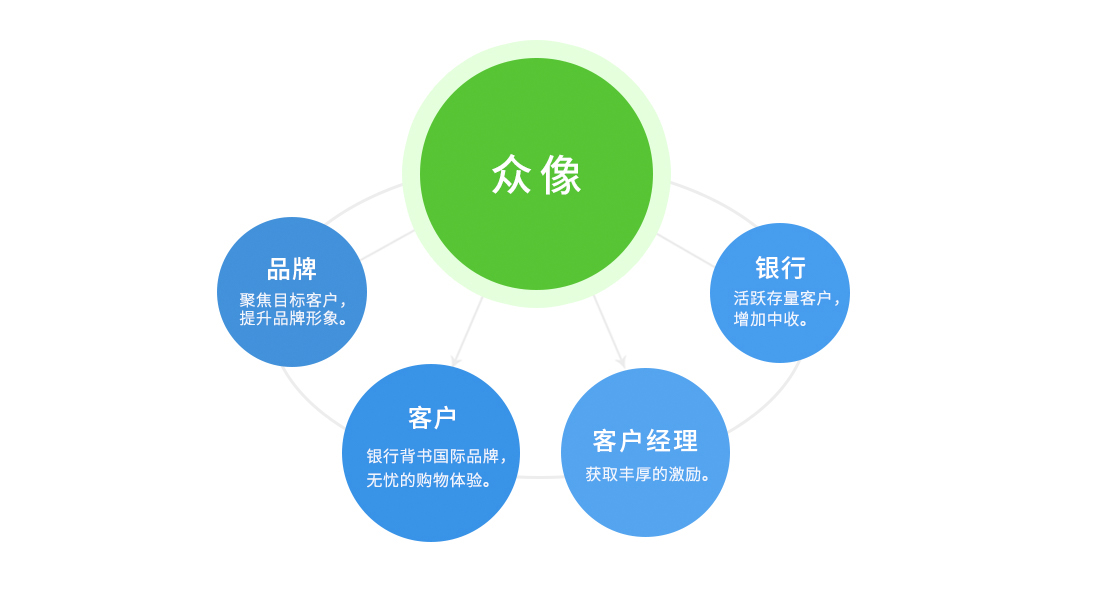 众像
品牌
聚焦目标客户，
提升品牌形象。
银行
活跃存量客户，
增加中收。
客户
银行背书国际品牌，
无忧的购物体验。
客户经理
获取丰厚的激励。